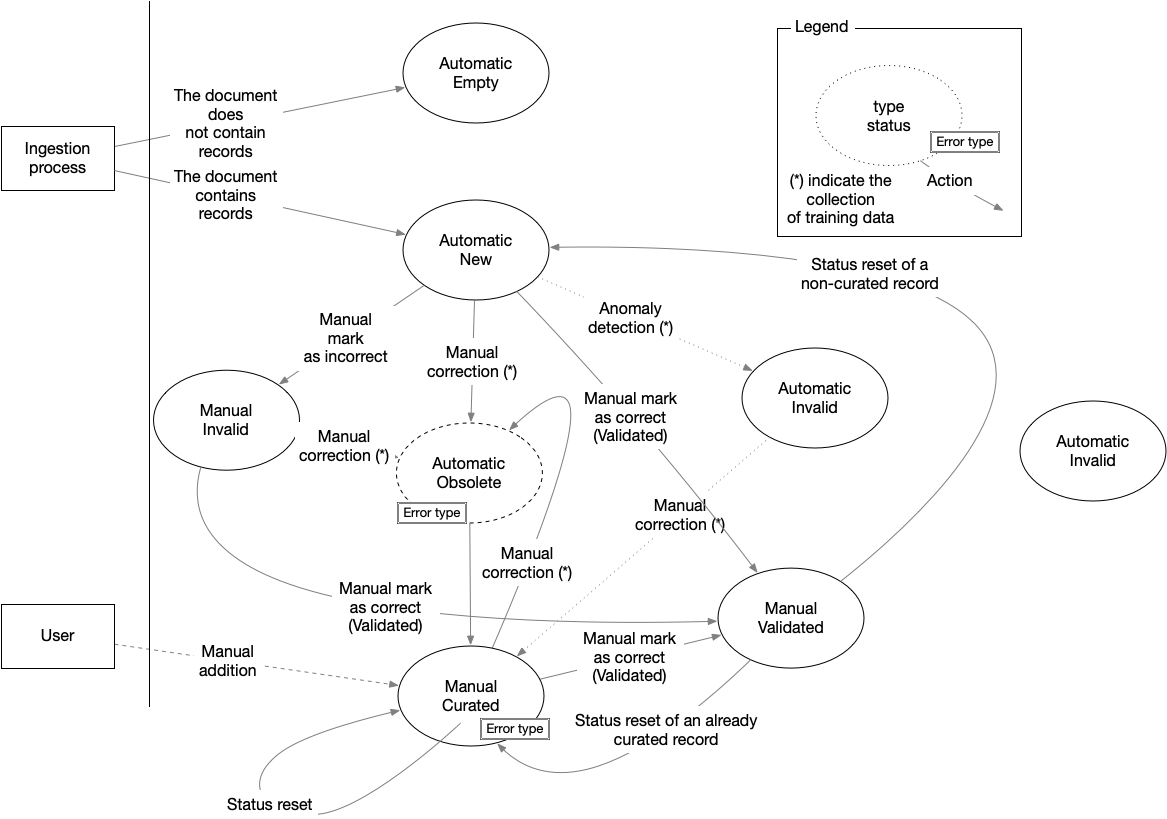 Legend
Automatic
Empty
type
status
Error type
(*) indicate the
collection
of training data
Action
The document
does
not contain
records
Ingestion
process
The document
contains
records
Automatic
New
Status reset of a
non-curated record
Anomaly
detection (*)
Manual
mark
as incorrect
Manual
correction (*)
Automatic
Invalid
Manual mark
as correct
(Validated)
Manual
Invalid
Manual
correction (*)
Automatic
Obsolete
Error type
Automatic
Invalid
Manual
correction (*)
Manual
correction (*)
Manual mark
as correct
(Validated)
Manual
Validated
User
Manual
addition
Manual mark
as correct
(Validated)
Manual
Curated
Error type
Status reset of an already
curated record
Status reset